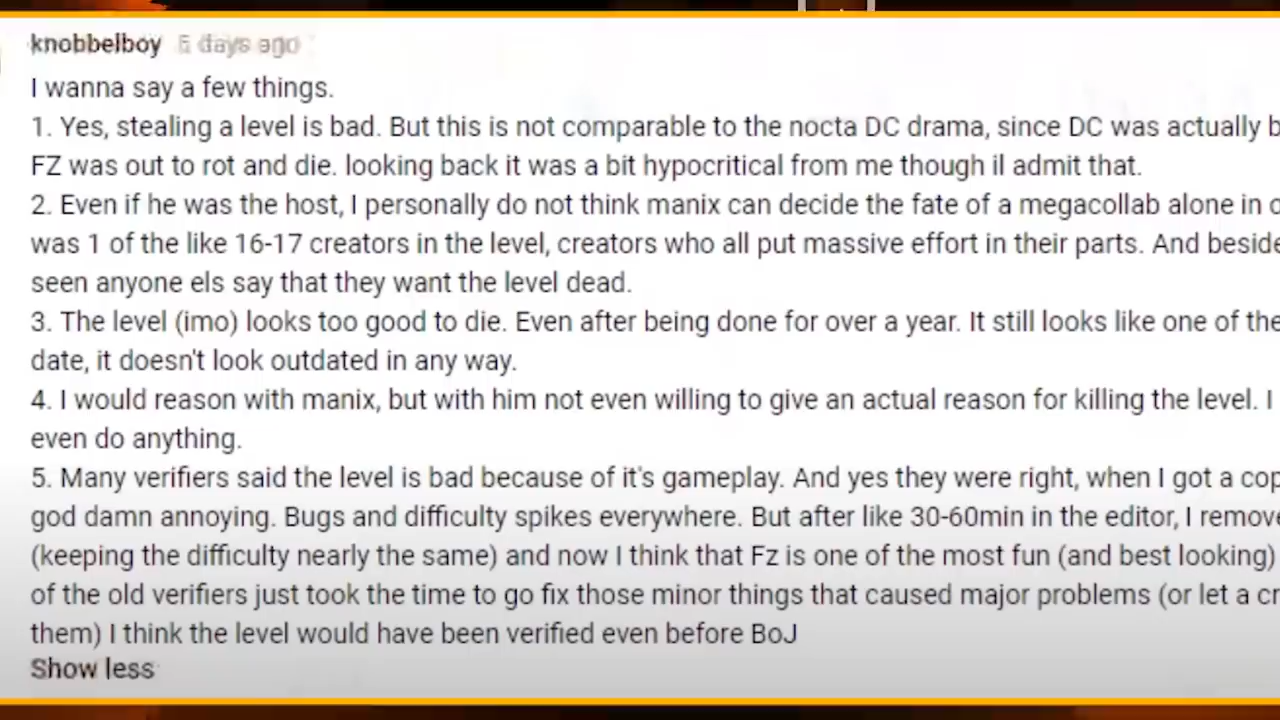 knobbelboy 5 days ago
I wanna say a few things.
1. Yes, stealing a level is bad. But this is not comparable to the nocta DC drama, since DC was actually b
FZ was out to rot and die. looking back it was a bit hypocritical from me though il admit that.
2. Even if he was the host, I personally do not think manix can decide the fate of a megacollab alone in o
was 1 of the like 16-17 creators in the level, creators who all put massive effort in their parts. And beside
seen anyone els say that they want the level dead.
3. The level (imo) looks too good to die. Even after being done for over a year. It still looks like one of the
date, it doesn't look outdated in any way.
4. I would reason with manix, but with him not even willing to give an actual reason for killing the level. I
even do anything.
5. Many verifiers said the level is bad because of it's gameplay. And yes they were right, when I got a cop
god damn annoying. Bugs and difficulty spikes everywhere. But after like 30-60min in the editor, I remove
(keeping the difficulty nearly the same) and now I think that Fz is one of the most fun (and best looking)
of the old verifiers just took the time to go fix those minor things that caused major problems (or let a cr
them) I think the level would have been verified even before BoJ
Show less